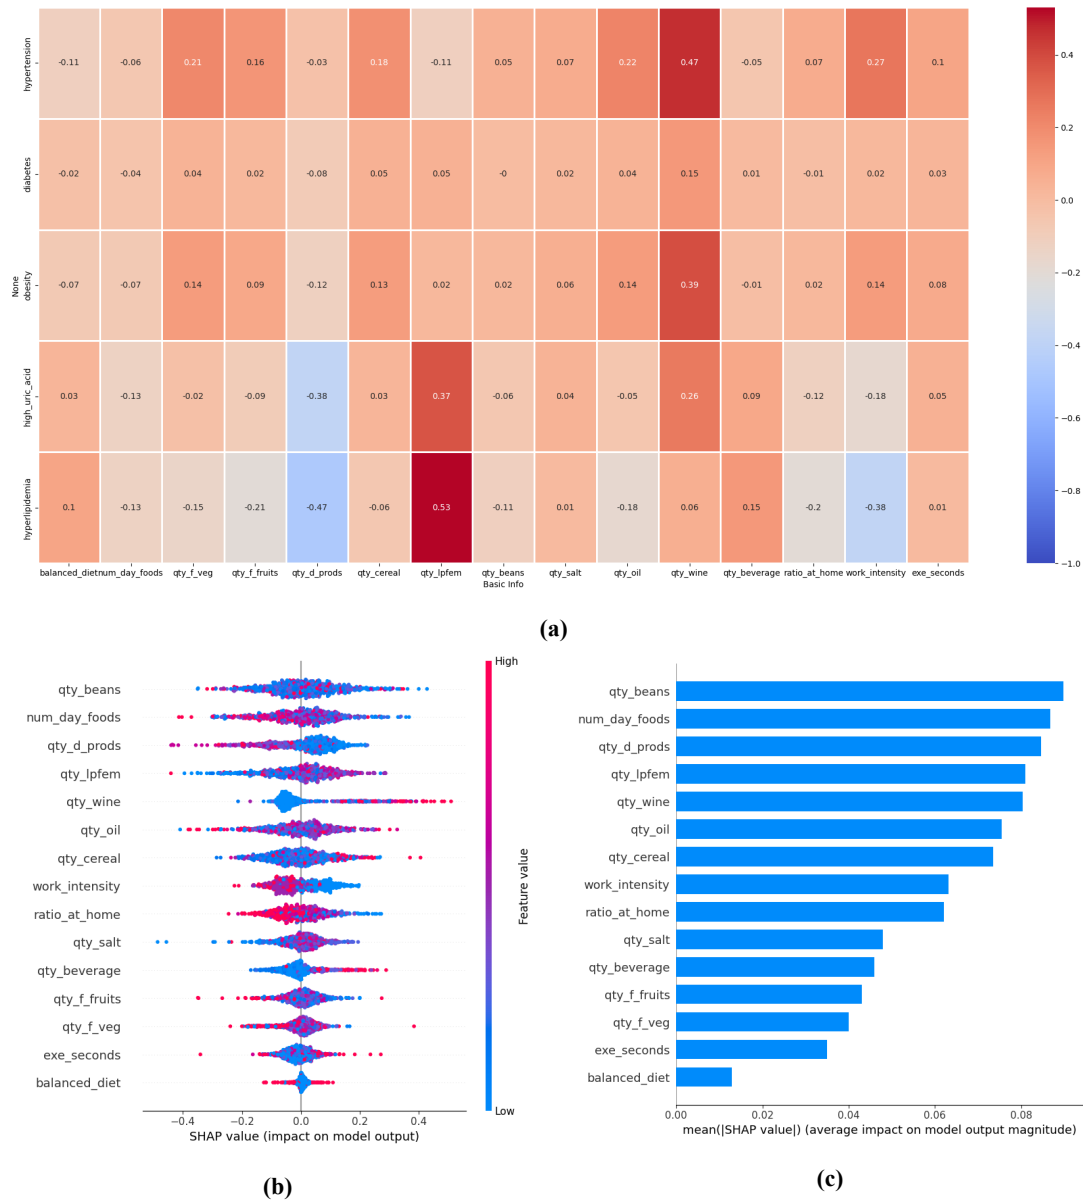 hypertension -0.11 -0.06 0.21 0.16 -0.03 0.18 -0.11 0.05 0.07 0.22 0.47 -0.05 0.07 0.27 0.1
diabetes -0.02 -0.04 0.04 0.02 -0.08 0.05 0.05 -0 0.02 0.04 0.15 0.01 -0.01 0.02 0.03
None
obesity -0.07 -0.07 0.14 0.09 -0.12 0.13 0.02 0.02 0.06 0.14 0.39 -0.01 0.02 0.14 0.08
high_uric_acid 0.03 -0.13 -0.02 -0.09 -0.38 0.03 0.37 -0.06 0.04 -0.05 0.26 0.09 -0.12 -0.18 0.05
hyperlipidemia 0.1 -0.13 -0.15 -0.21 -0.47 -0.06 0.53 -0.11 0.01 -0.18 0.06 0.15 -0.2 -0.38 0.01
balanced_diet num_day_foods qty_f_veg qty_f_fruits qty_d_prods qty_cereal qty_lpfem qty_beans qty_salt qty_oil qty_wine qty_beverage ratio_at_home work_intensity exe_seconds
Basic Info
0.4
0.2
0.0
−0.2
−0.4
−0.6
−0.8
−1.0
(a)
qty_beans
num_day_foods
qty_d_prods
qty_lpfem
qty_wine
qty_oil
qty_cereal
work_intensity
ratio_at_home
qty_salt
qty_beverage
qty_f_fruits
qty_f_veg
exe_seconds
balanced_diet
−0.4 −0.2 0.0 0.2 0.4
SHAP value (impact on model output)
High
Feature value
Low
(b)
qty_beans
num_day_foods
qty_d_prods
qty_lpfem
qty_wine
qty_oil
qty_cereal
work_intensity
ratio_at_home
qty_salt
qty_beverage
qty_f_fruits
qty_f_veg
exe_seconds
balanced_diet
0.00 0.02 0.04 0.06 0.08
mean(|SHAP value|) (average impact on model output magnitude)
(c)